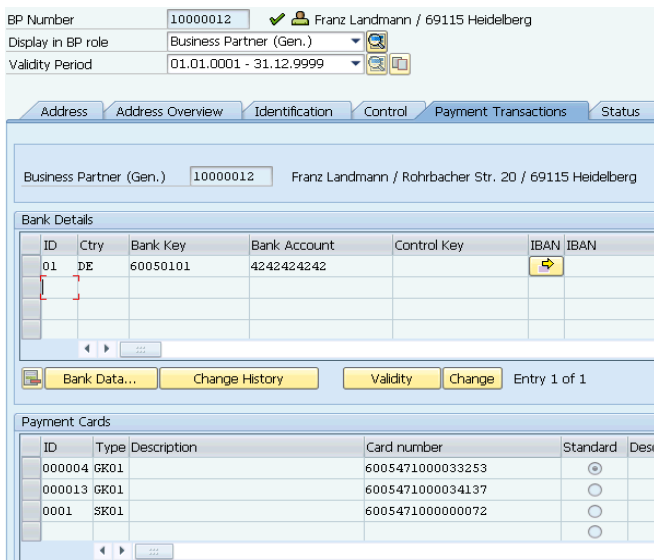 BP Number 10000012 Franz Landmann / 69115 Heidelberg
Display in BP role Business Partner (Gen.)
Validity Period 01.01.0001 - 31.12.9999
Address Address Overview Identification Control Payment Transactions Status
Business Partner (Gen.) 10000012 Franz Landmann / Rohrbacher Str. 20 / 69115 Heidelberg
Bank Details
ID Ctry Bank Key Bank Account Control Key IBAN IBAN
01 DE 60050101 4242424242
Bank Data... Change History Validity Change Entry 1 of 1
Payment Cards
ID Type Description Card number Standard Des
000004 GK01 6005471000033253
000013 GK01 6005471000034137
0001 SK01 6005471000000072